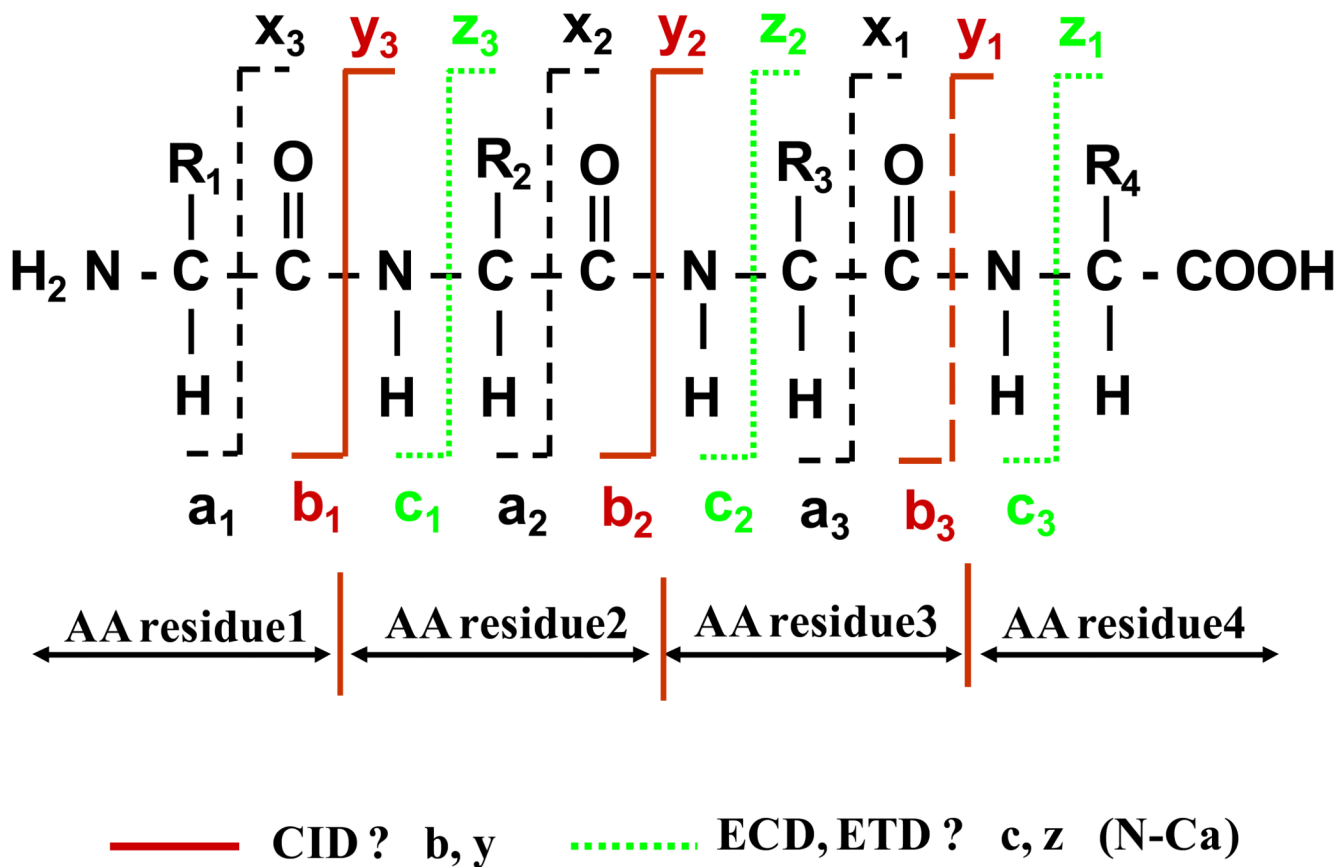 x3 y3 z3 x2 y2 z2 x1 y1 z1
R1 O R2 O R3 O R4
H2 N - C - C - N - C - C - N - C - C - N - C - COOH
H H H H H H H
a1 b1 c1 a2 b2 c2 a3 b3 c3
AA residue1 AA residue2 AA residue3 AA residue4
CID ? b, y ECD, ETD ? c, z (N-Ca)